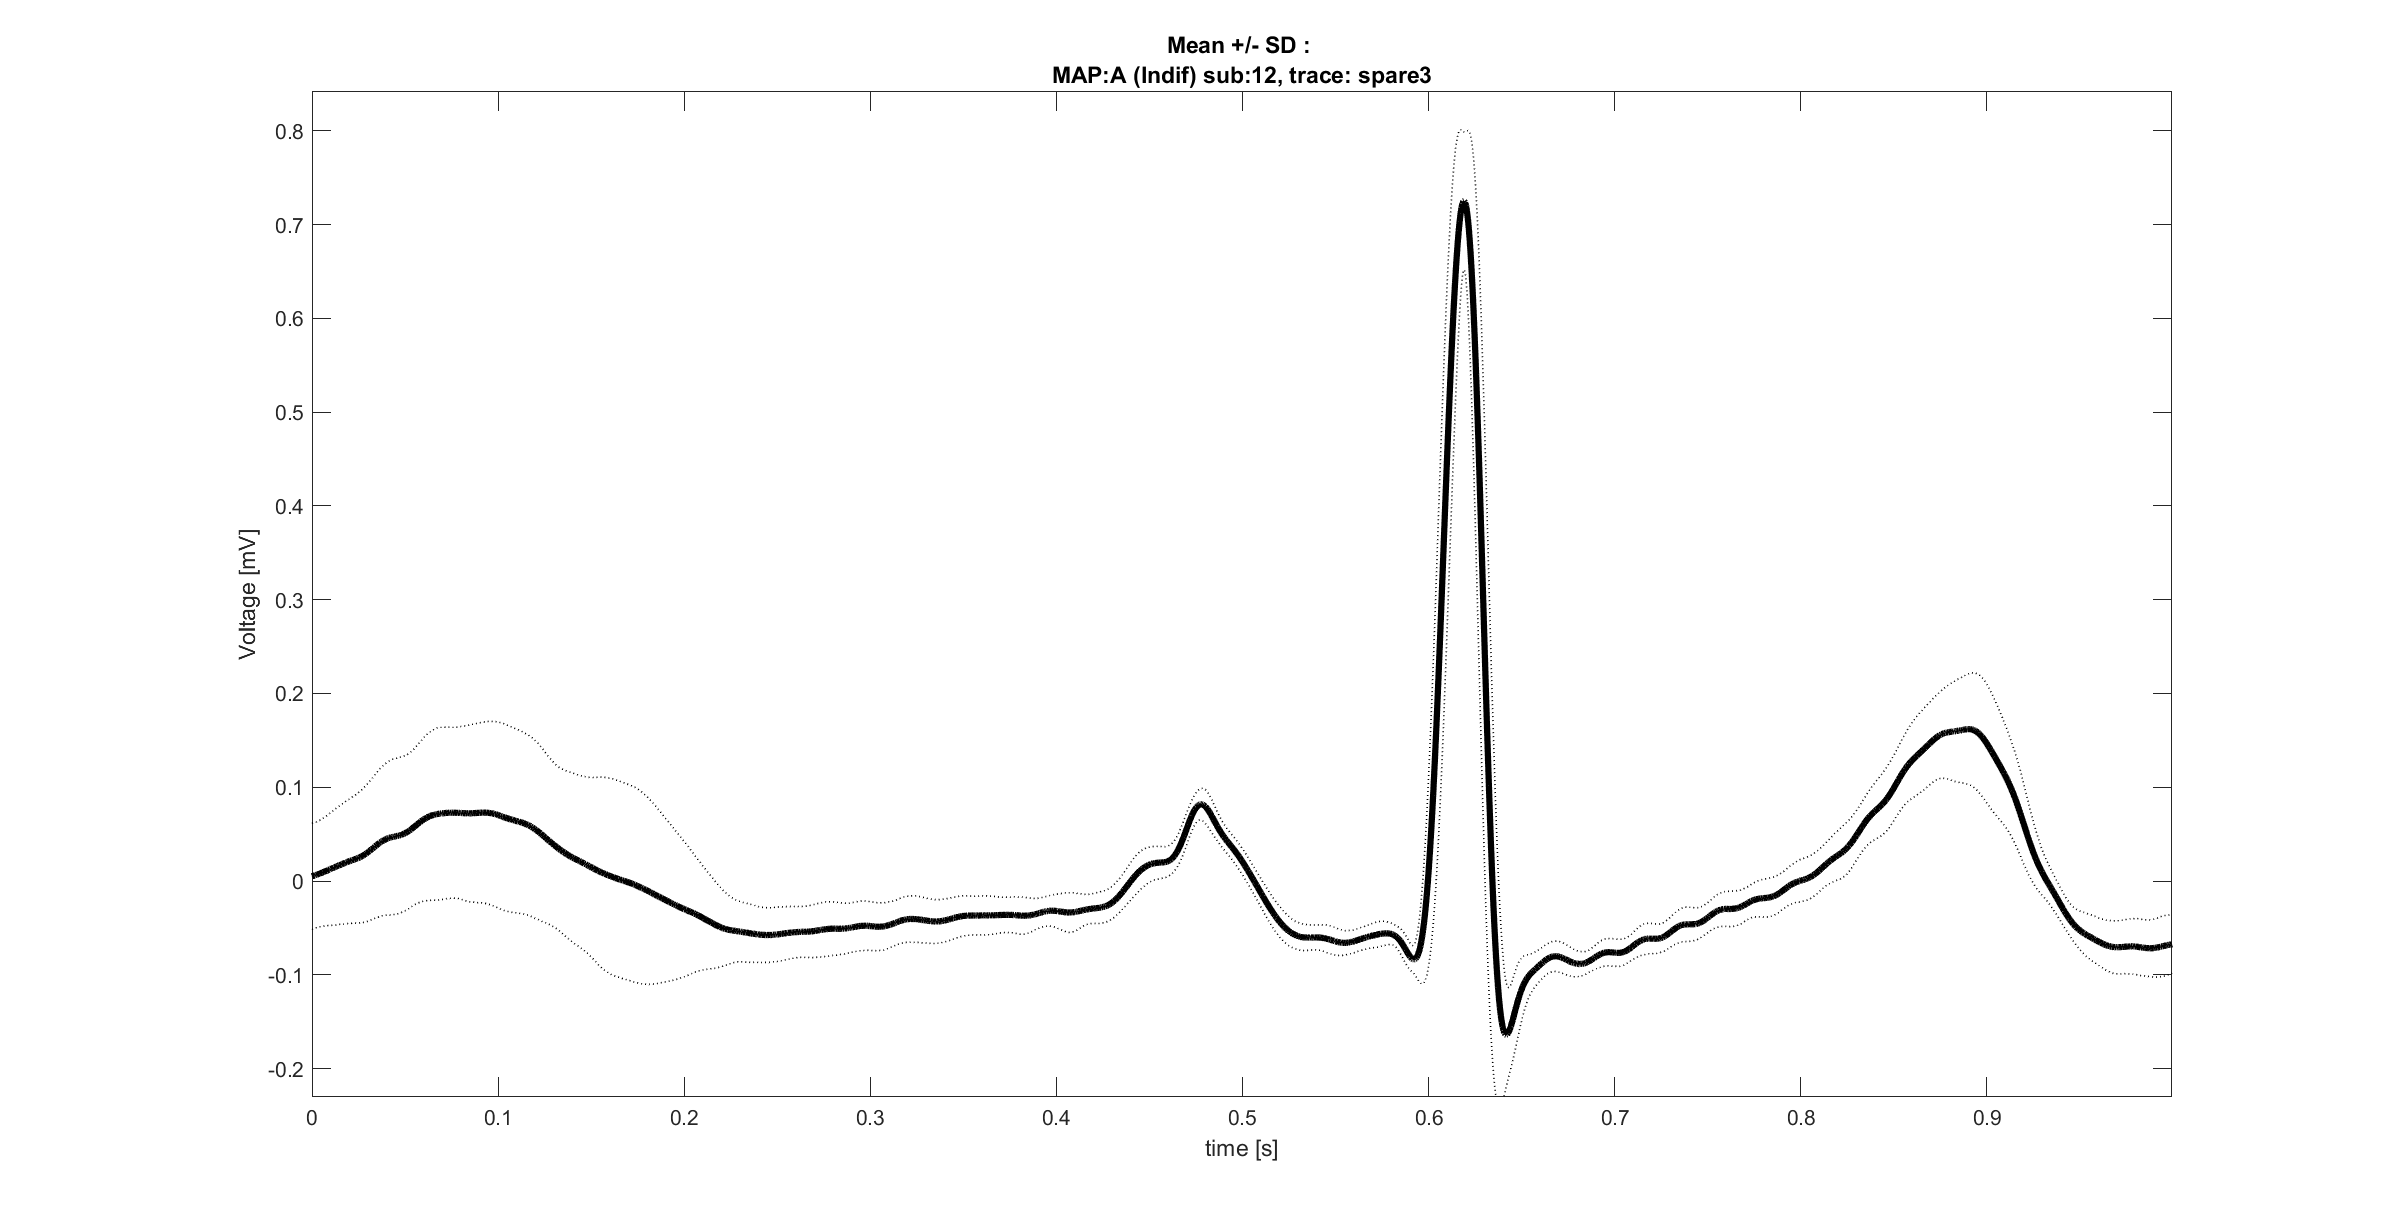 Mean +/- SD :
MAP:A (Indif) sub:12, trace: spare3
0.8
0.7
0.6
0.5
0.4
0.3
0.2
0.1
0
-0.1
-0.2
Voltage [mV]
0 0.1 0.2 0.3 0.4 0.5 0.6 0.7 0.8 0.9
time [s]